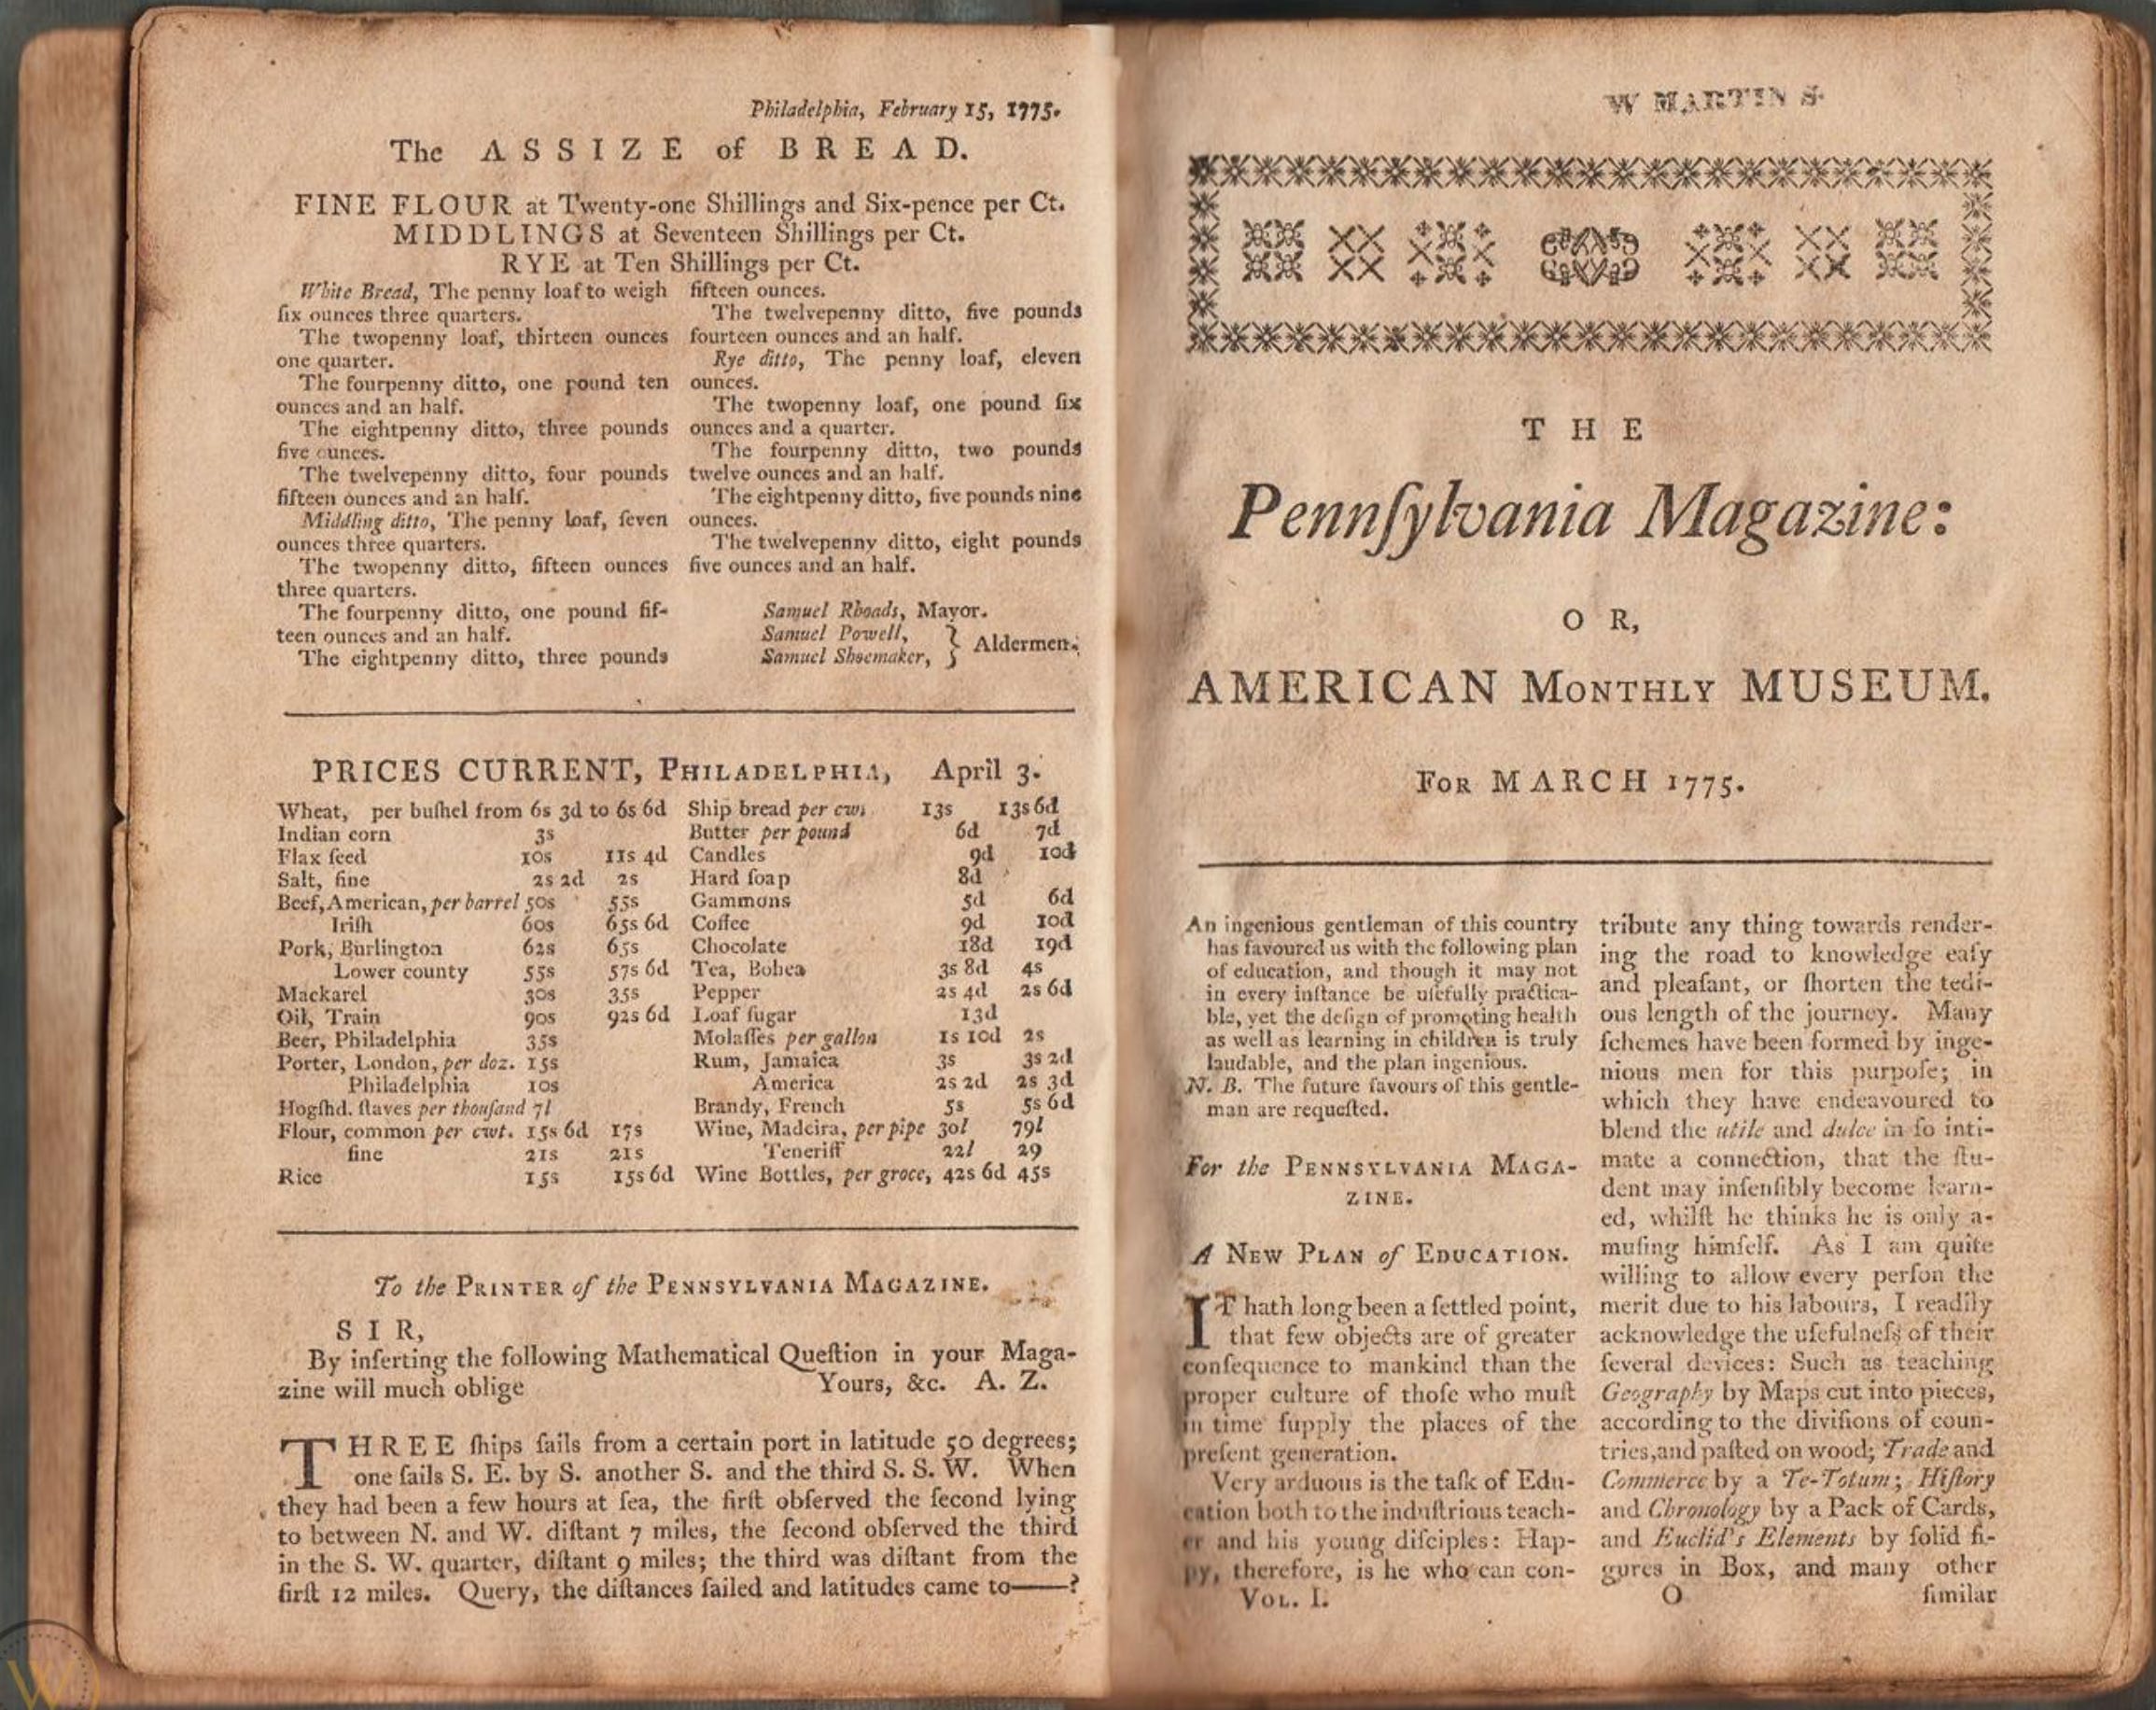 Philadelphia, February 15, 1775.
The ASSIZE of BREAD.
FINE FLOUR at Twenty-one Shillings and Six-pence per Ct.
MIDDLINGS at Seventeen Shillings per Ct.
RYE at Ten Shillings per Ct.
White Bread, The penny loaf to weigh
ſix ounces three quarters.
The twopenny loaf, thirteen ounces
one quarter.
The fourpenny ditto, one pound ten
ounces and an half.
The eightpenny ditto, three pounds
five ounces.
The twelvepenny ditto, four pounds
fifteen ounces and an half.
Middling ditto, The penny loaf, ſeven
ounces three quarters.
The twopenny ditto, fifteen ounces
three quarters.
The fourpenny ditto, one pound fif-
teen ounces and an half.
The eightpenny ditto, three pounds
fifteen ounces.
The twelvepenny ditto, five pounds
fourteen ounces and an half.
Rye ditto, The penny loaf, eleven
ounces.
The twopenny loaf, one pound ſix
ounces and a quarter.
The fourpenny ditto, two pounds
twelve ounces and an half.
The eightpenny ditto, five pounds nine
ounces.
The twelvepenny ditto, eight pounds
five ounces and an half.
Samuel Rhoads, Mayor.
Samuel Powell,
Samuel Shoemaker, } Aldermen.
PRICES CURRENT, PHILADELPHIA, April 3.
Wheat, per buſhel from 6s 3d to 6s 6d
Indian corn 3s
Flax ſeed 10s 11s 4d
Salt, fine 2s 2d 2s
Beef, American, per barrel 50s 55s
Iriſh 60s 65s 6d
Pork, Burlington 62s 65s
Lower county 55s 57s 6d
Mackarel 30s 35s
Oil, Train 90s 92s 6d
Beer, Philadelphia 35s
Porter, London, per doz. 15s
Philadelphia 10s
Hogſhd. ſtaves per thouſand 7l
Flour, common per cwt. 15s 6d 17s
fine 21s 21s
Rice 15s 15s 6d
Ship bread per cwt 13s 13s 6d
Butter per pound 6d 7d
Candles 9d 10d
Hard ſoap 8d
Gammons 5d 6d
Coffee 9d 10d
Chocolate 18d 19d
Tea, Bohea 3s 8d 4s
Pepper 2s 4d 2s 6d
Loaf ſugar 13d
Molaſſes per gallon 1s 10d 2s
Rum, Jamaica 3s 3s 2d
America 2s 2d 2s 3d
Brandy, French 5s 5s 6d
Wine, Madeira, per pipe 30l 79l
Teneriff 22l 29
Wine Bottles, per groce, 42s 6d 45s
To the PRINTER of the PENNSYLVANIA MAGAZINE.
SIR,
By inſerting the following Mathematical Queſtion in your Maga-
zine will much oblige Yours, &c. A. Z.
THREE ſhips ſails from a certain port in latitude 50 degrees;
one ſails S. E. by S. another S. and the third S. S. W. When
they had been a few hours at ſea, the firſt obſerved the ſecond lying
to between N. and W. diſtant 7 miles, the ſecond obſerved the third
in the S. W. quarter, diſtant 9 miles; the third was diſtant from the
firſt 12 miles. Query, the diſtances ſailed and latitudes came to——?
W MARTIN S
THE
Pennſylvania Magazine:
OR,
AMERICAN MONTHLY MUSEUM.
FOR MARCH 1775.
An ingenious gentleman of this country
has favoured us with the following plan
of education, and though it may not
in every inſtance be uſefully practica-
ble, yet the deſign of promoting health
as well as learning in children is truly
laudable, and the plan ingenious.
N. B. The future favours of this gentle-
man are requeſted.
For the PENNSYLVANIA MAGA-
ZINE.
A NEW PLAN of EDUCATION.
IT hath long been a ſettled point,
that few objects are of greater
conſequence to mankind than the
proper culture of thoſe who muſt
in time ſupply the places of the
preſent generation.
Very arduous is the taſk of Edu-
cation both to the induſtrious teach-
er and his young diſciples: Hap-
py, therefore, is he who can con-
VOL. I.
tribute any thing towards render-
ing the road to knowledge eaſy
and pleaſant, or ſhorten the tedi-
ous length of the journey. Many
ſchemes have been formed by inge-
nious men for this purpoſe; in
which they have endeavoured to
blend the utile and dulce in ſo inti-
mate a connection, that the ſtu-
dent may inſenſibly become learn-
ed, whilſt he thinks he is only a-
muſing himſelf. As I am quite
willing to allow every perſon the
merit due to his labours, I readily
acknowledge the uſefulneſs of their
ſeveral devices: Such as teaching
Geography by Maps cut into pieces,
according to the diviſions of coun-
tries, and paſted on wood; Trade and
Commerce by a Te-Totum; Hiſtory
and Chronology by a Pack of Cards,
and Euclid's Elements by ſolid fi-
gures in Box, and many other
O ſimilar
W